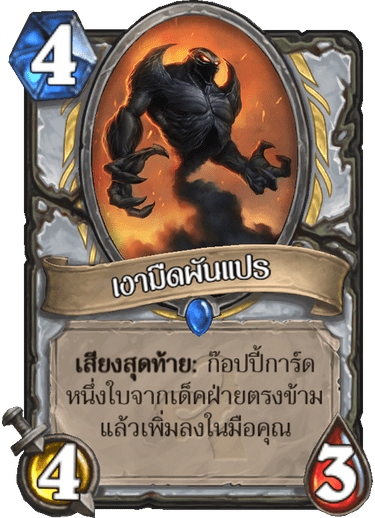 4
เงามืดผันแปร
เสียงสุดท้าย: ก๊อปปี้การ์ด
หนึ่งใบจากเด็คฝ่ายตรงข้าม
แล้วเพิ่มลงในมือคุณ
4
3